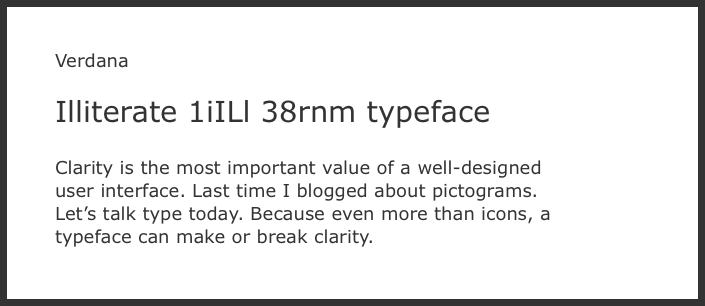 Verdana
Illiterate 1iILl 38rnm typeface
Clarity is the most important value of a well-designed
user interface. Last time I blogged about pictograms.
Let’s talk type today. Because even more than icons, a
typeface can make or break clarity.